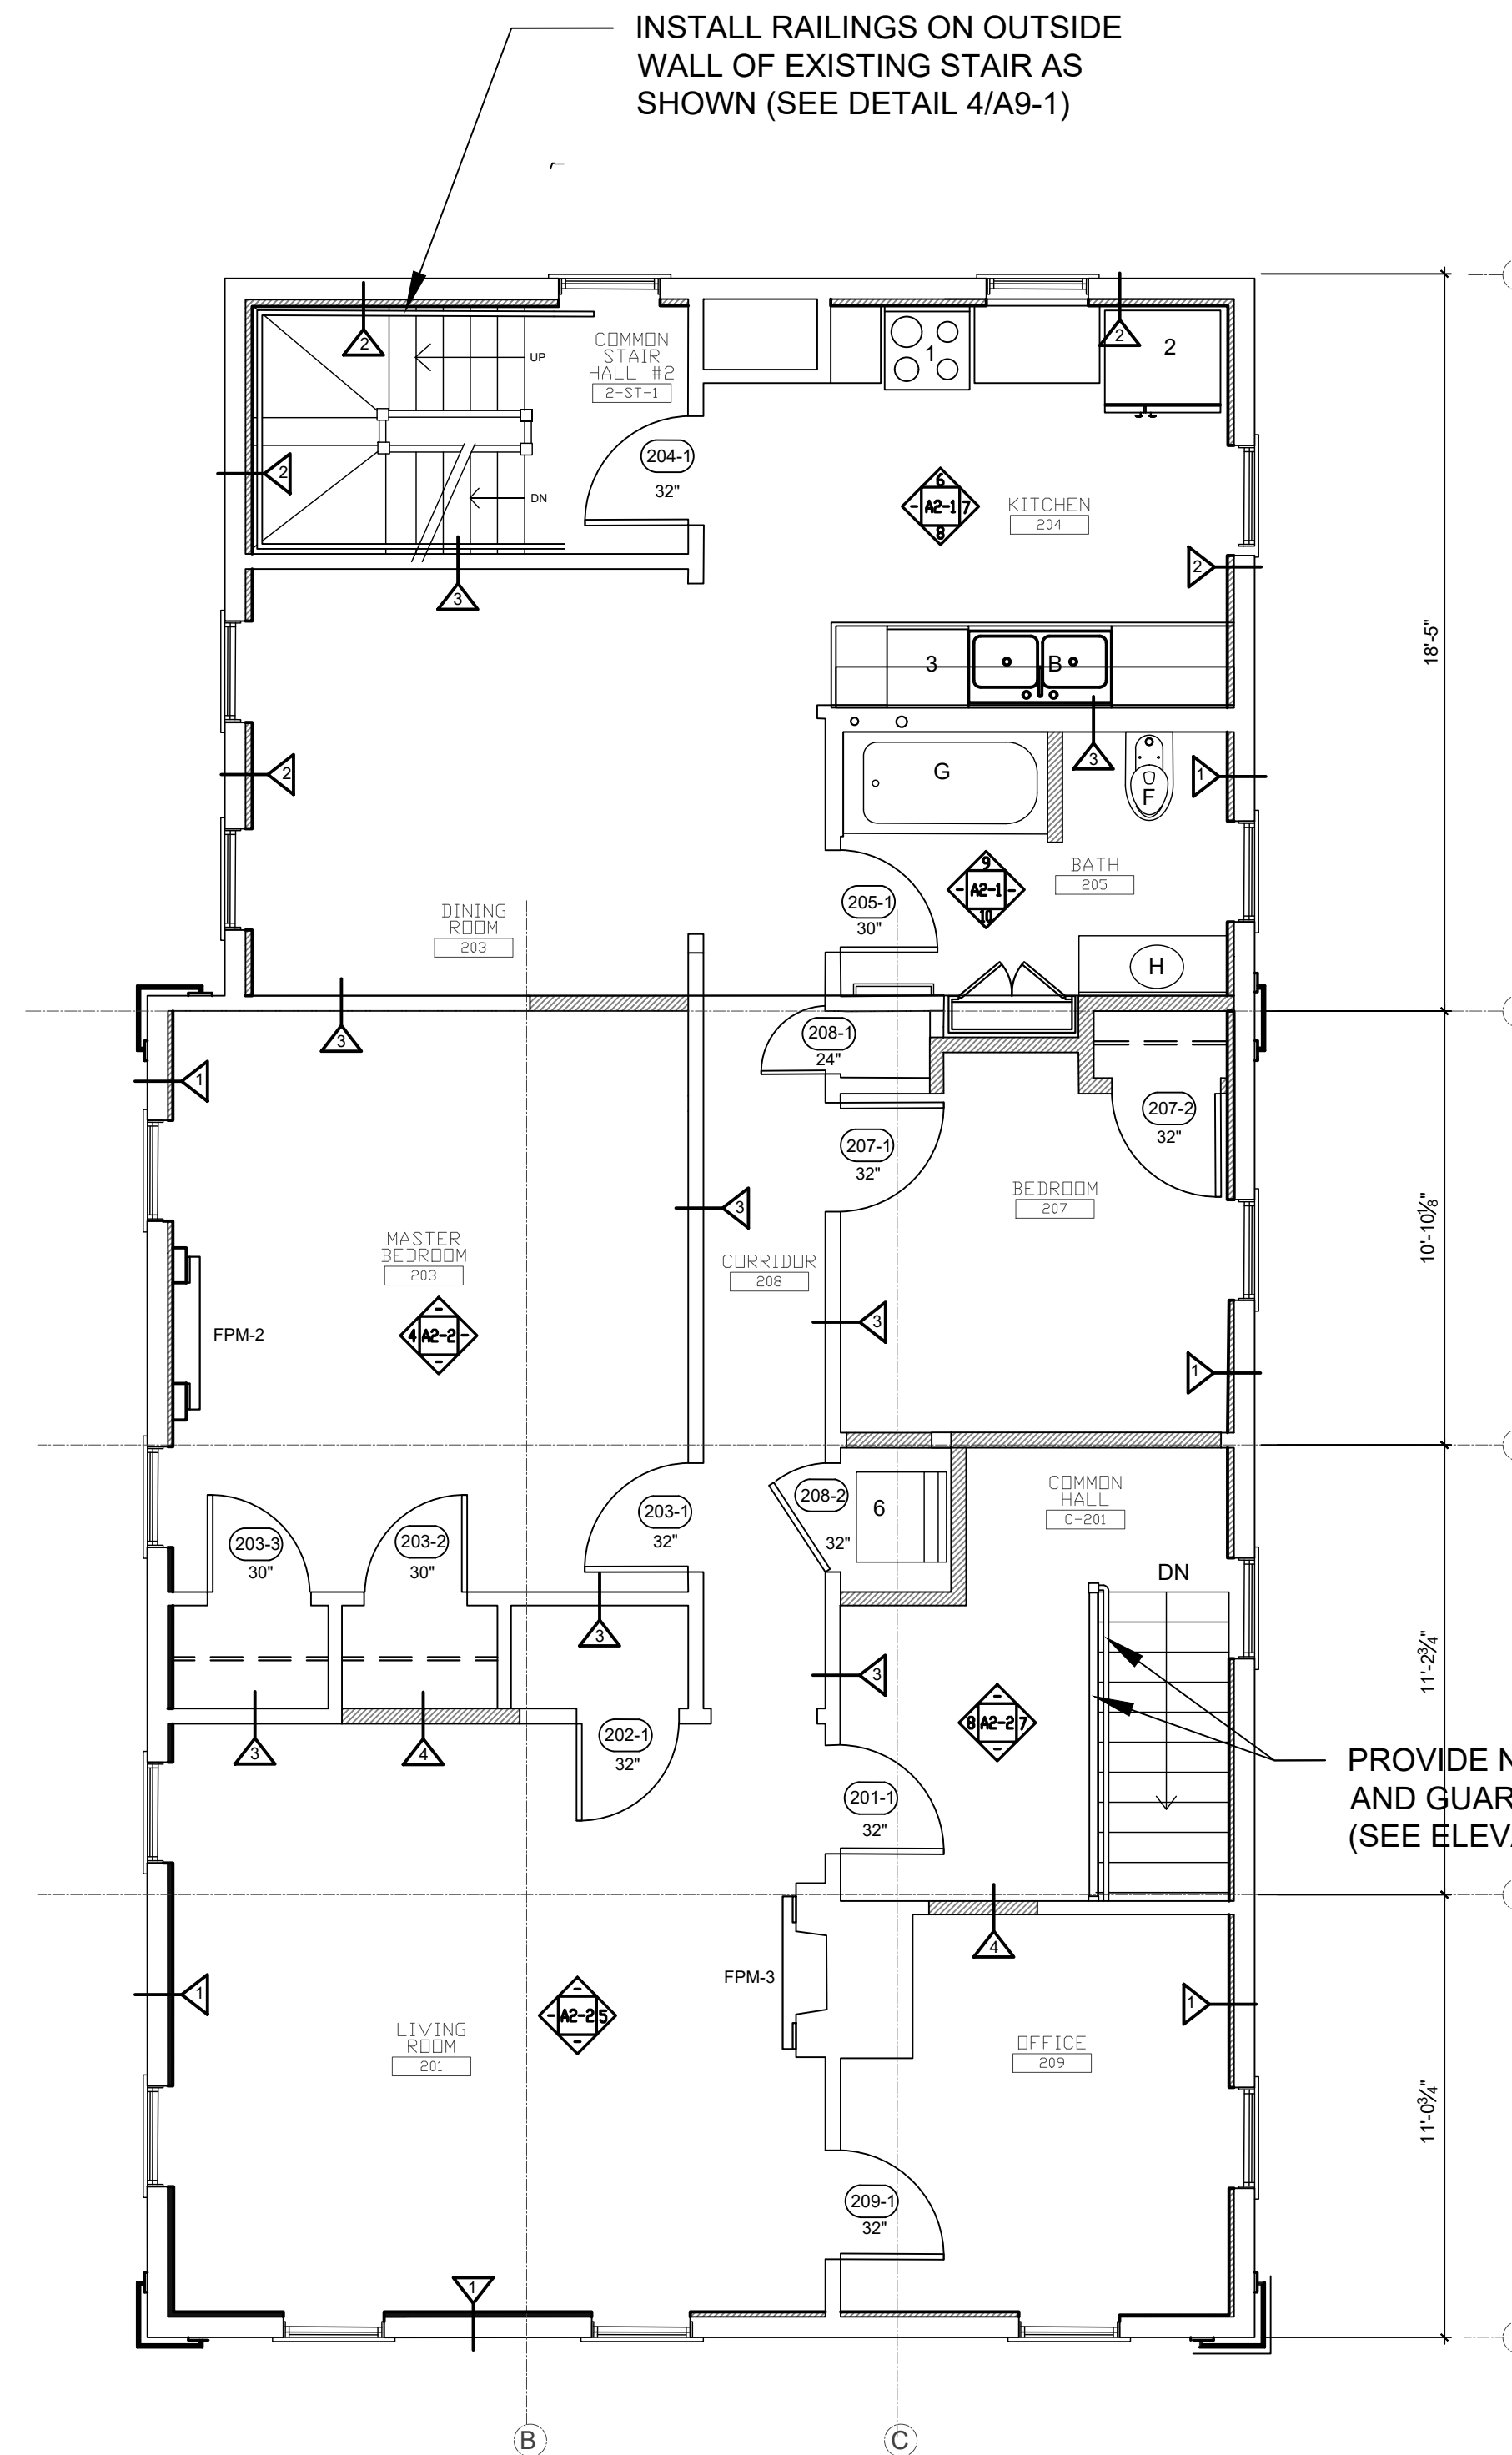 INSTALL RAILINGS ON OUTSIDE
WALL OF EXISTING STAIR AS
SHOWN (SEE DETAIL 4/A9-1)
COMMON
STAIR
HALL #2
2-ST-1
UP
DN
2
2
3
204-1
32"
1
2
2
6
A2-1
7
8
-
KITCHEN
204
2
18'-5"
3
B
3
G
F
1
2
9
- A2-1 -
10
BATH
205
205-1
30"
H
DINING
ROOM
203
3
1
208-1
24"
207-1
32"
207-2
32"
BEDROOM
207
3
MASTER
BEDROOM
203
CORRIDOR
208
10'-10⅛"
-
4 A2-2 -
-
FPM-2
3
1
203-3
30"
203-2
30"
203-1
32"
208-2
32"
6
COMMON
HALL
C-201
DN
3
3
11'-2¾"
3
4
202-1
32"
-
8 A2-2 7
-
201-1
32"
PROVIDE N
AND GUAR
(SEE ELEVA
4
1
FPM-3
1
-
- A2-2 5
-
LIVING
ROOM
201
OFFICE
209
11'-0¾"
209-1
32"
1
B
C